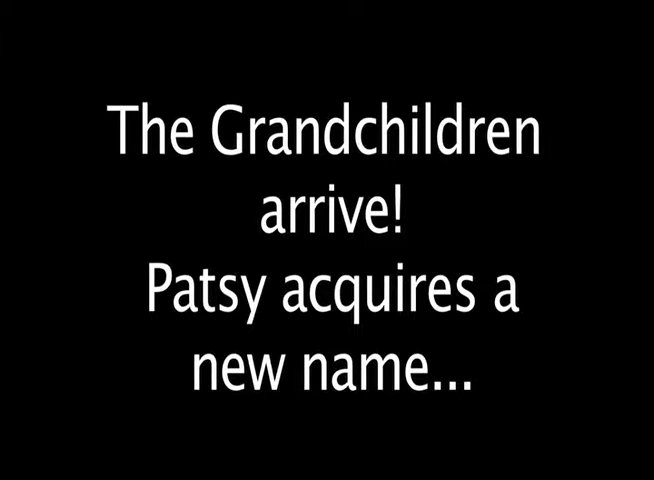 The Grandchildren
arrive!
Patsy acquires a
new name...